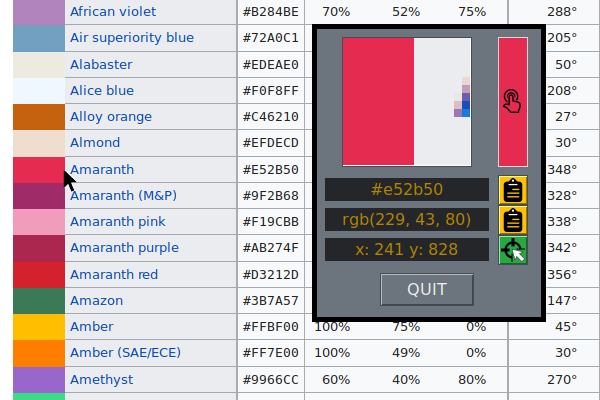 African violet #B284BE 70% 52% 75% 288°
Air superiority blue #72A0C1 205°
Alabaster #EDEAE0 50°
Alice blue #F0F8FF 208°
Alloy orange #C46210 27°
Almond #EFDECD 30°
Amaranth #E52B50 348°
Amaranth (M&P) #9F2B68 328°
Amaranth pink #F19CBB 338°
Amaranth purple #AB274F 342°
Amaranth red #D3212D 356°
Amazon #3B7A57 147°
Amber #FFBF00 100% 75% 0% 45°
Amber (SAE/ECE) #FF7E00 100% 49% 0% 30°
Amethyst #9966CC 60% 40% 80% 270°
#e52b50
rgb(229, 43, 80)
x: 241 y: 828
QUIT